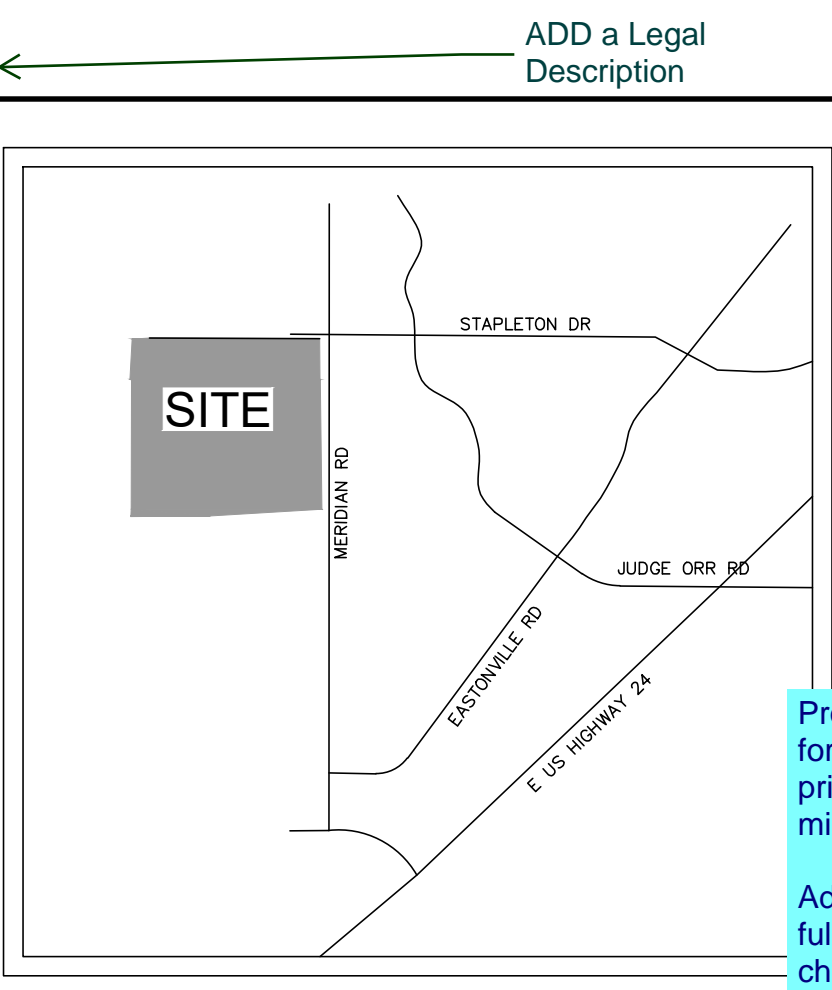 ADD a Legal
Description
STAPLETON DR
SITE
MERIDIAN RD
JUDGE ORR RD
EASTONVILLE RD
E US HIGHWAY 24